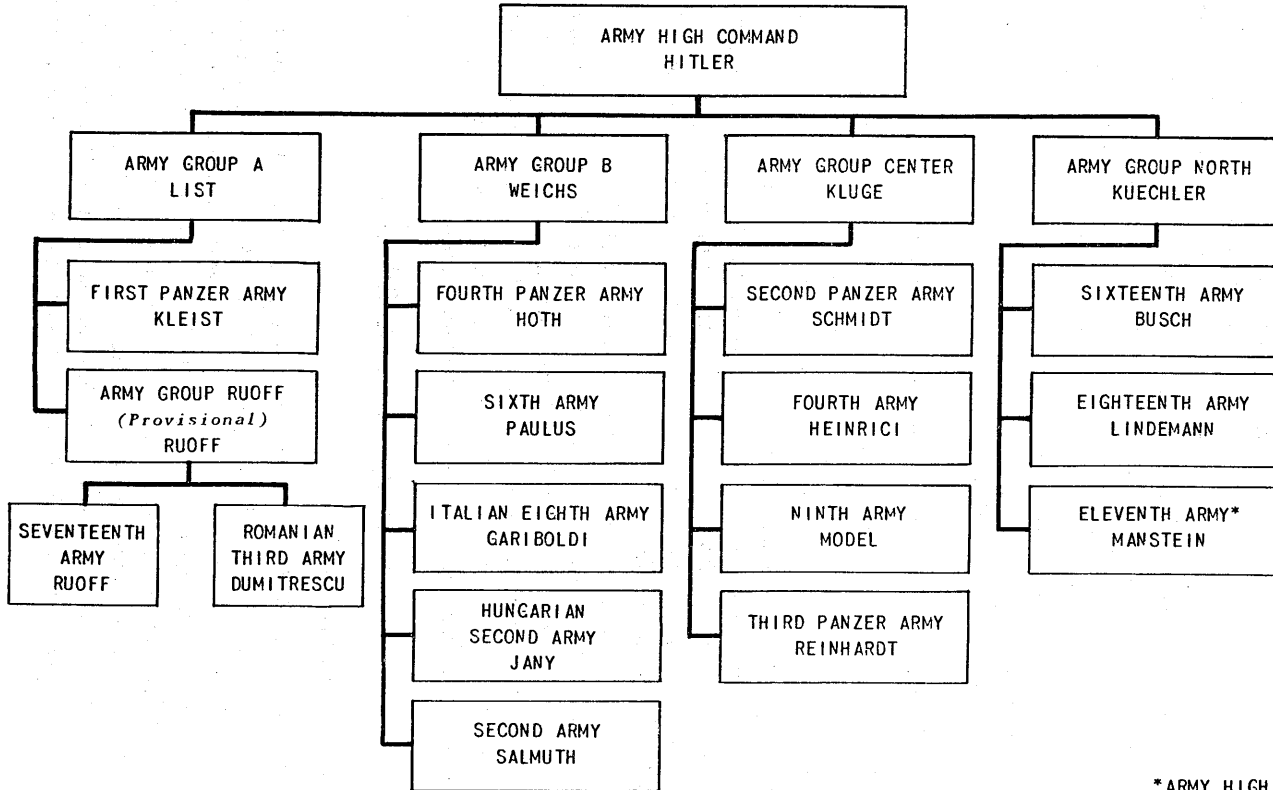 ARMY HIGH COMMAND
HITLER
ARMY GROUP A
LIST
ARMY GROUP B
WEICHS
ARMY GROUP CENTER
KLUGE
ARMY GROUP NORTH
KUECHLER
FIRST PANZER ARMY
KLEIST
ARMY GROUP RUOFF
(Provisional)
RUOFF
SEVENTEENTH
ARMY
RUOFF
ROMANIAN
THIRD ARMY
DUMITRESCU
FOURTH PANZER ARMY
HOTH
SIXTH ARMY
PAULUS
ITALIAN EIGHTH ARMY
GARIBOLDI
HUNGARIAN
SECOND ARMY
JANY
SECOND ARMY
SALMUTH
SECOND PANZER ARMY
SCHMIDT
FOURTH ARMY
HEINRICI
NINTH ARMY
MODEL
THIRD PANZER ARMY
REINHARDT
SIXTEENTH ARMY
BUSCH
EIGHTEENTH ARMY
LINDEMANN
ELEVENTH ARMY*
MANSTEIN
*ARMY HIGH